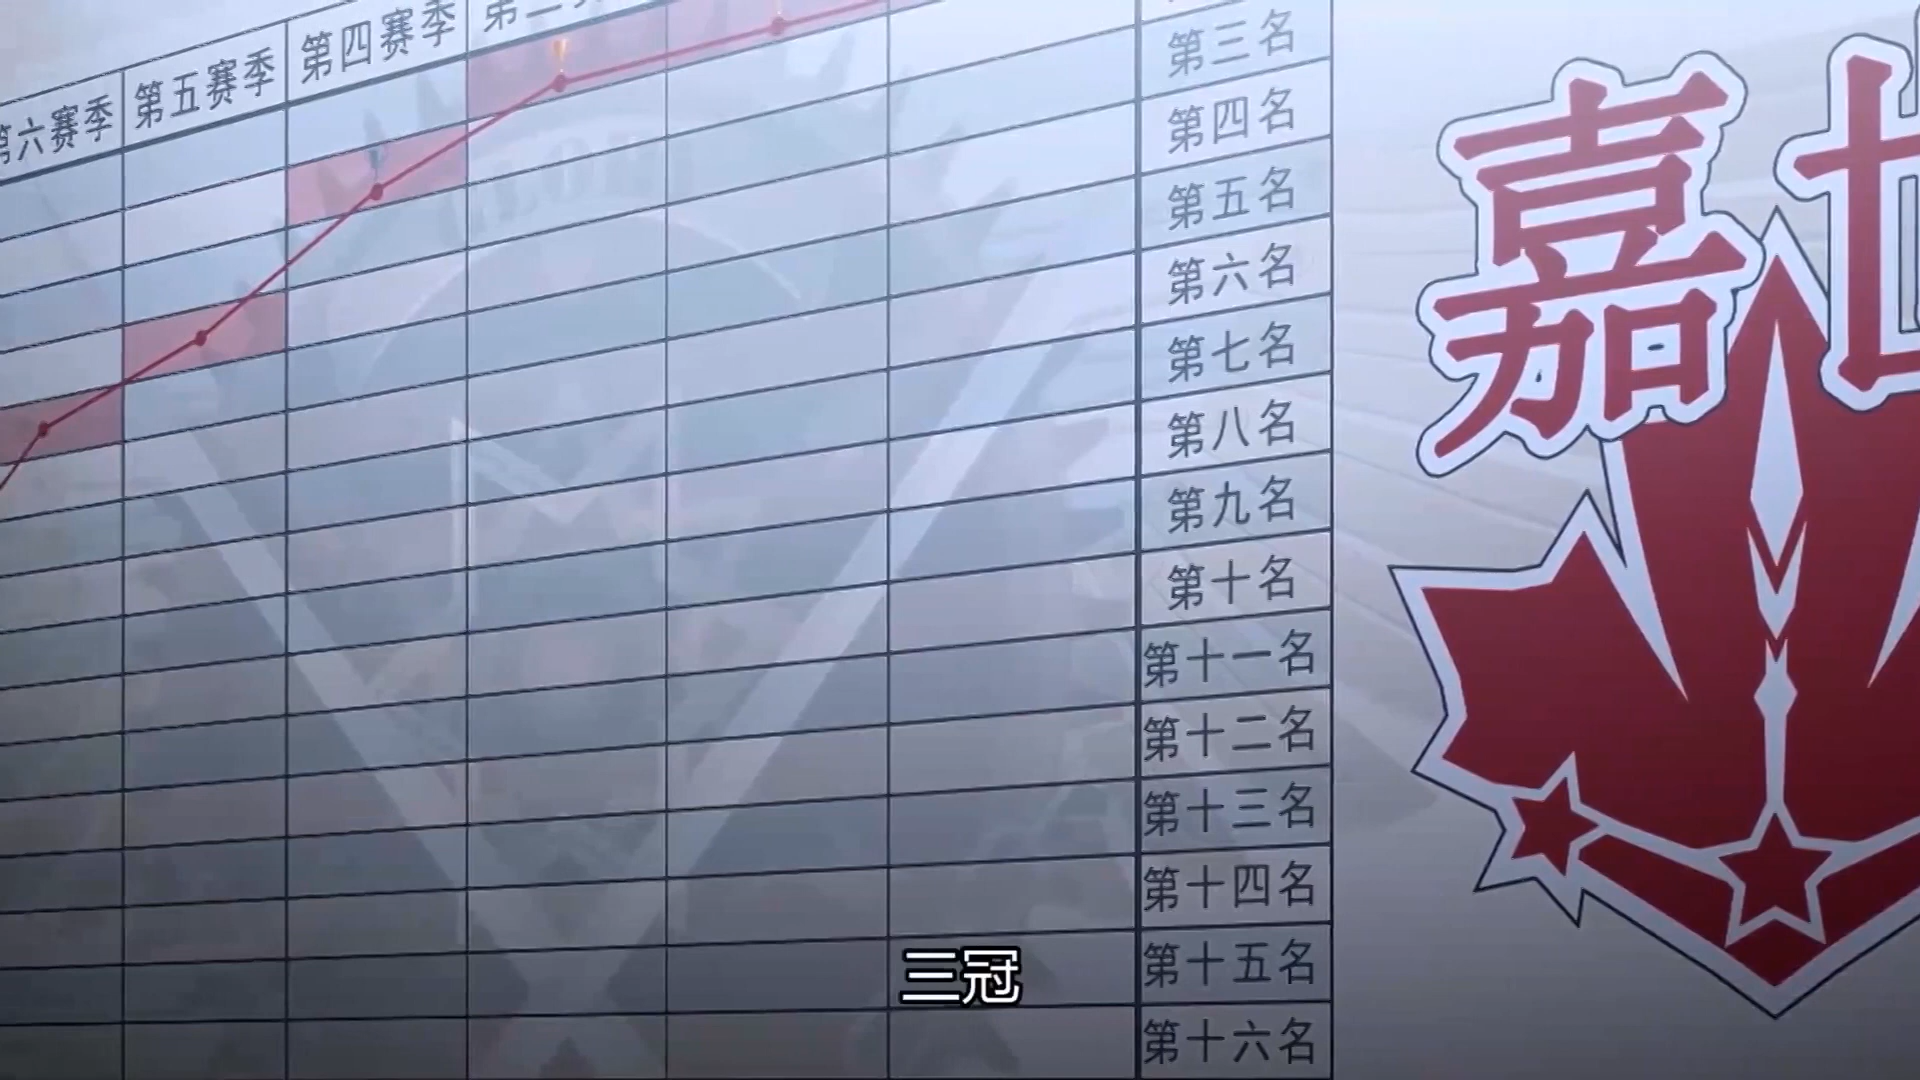 第六赛季
第五赛季
第四赛季
第三名
第四名
第五名
第六名
第七名
第八名
第九名
第十名
第十一名
第十二名
第十三名
第十四名
第十五名
第十六名
嘉世
三冠